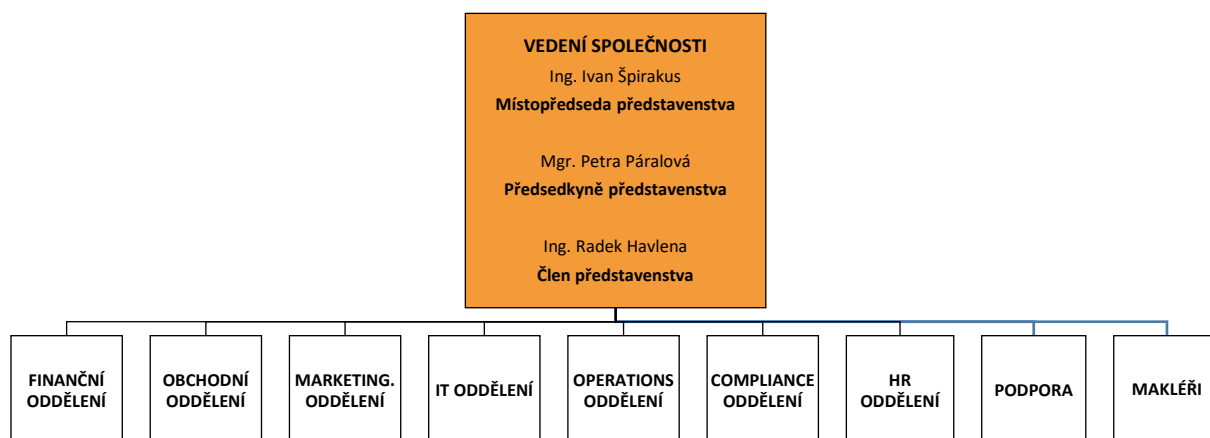 VEDENÍ SPOLEČNOSTI
Ing. Ivan Špirakus
Místopředseda představenstva
Mgr. Petra Páralová
Předsedkyně představenstva
Ing. Radek Havlena
Člen představenstva
FINANČNÍ
ODDĚLENÍ
OBCHODNÍ
ODDĚLENÍ
MARKETING.
ODDĚLENÍ
IT ODDĚLENÍ
OPERATIONS
ODDĚLENÍ
COMPLIANCE
ODDĚLENÍ
HR
ODDĚLENÍ
PODPORA
MAKLÉŘI